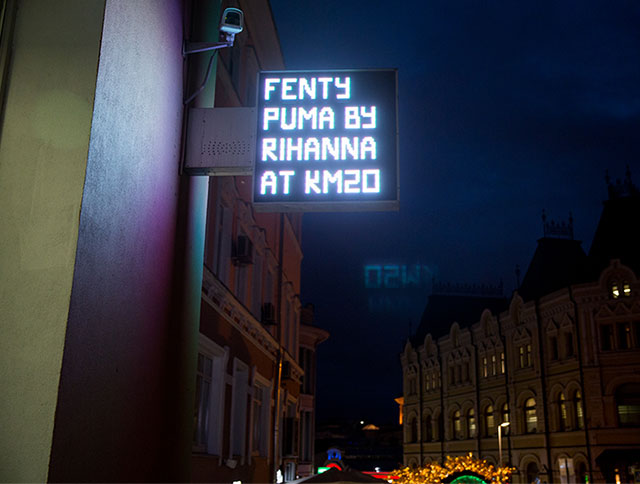 FENTY
PUMA BY
RIHANNA
AT KM20